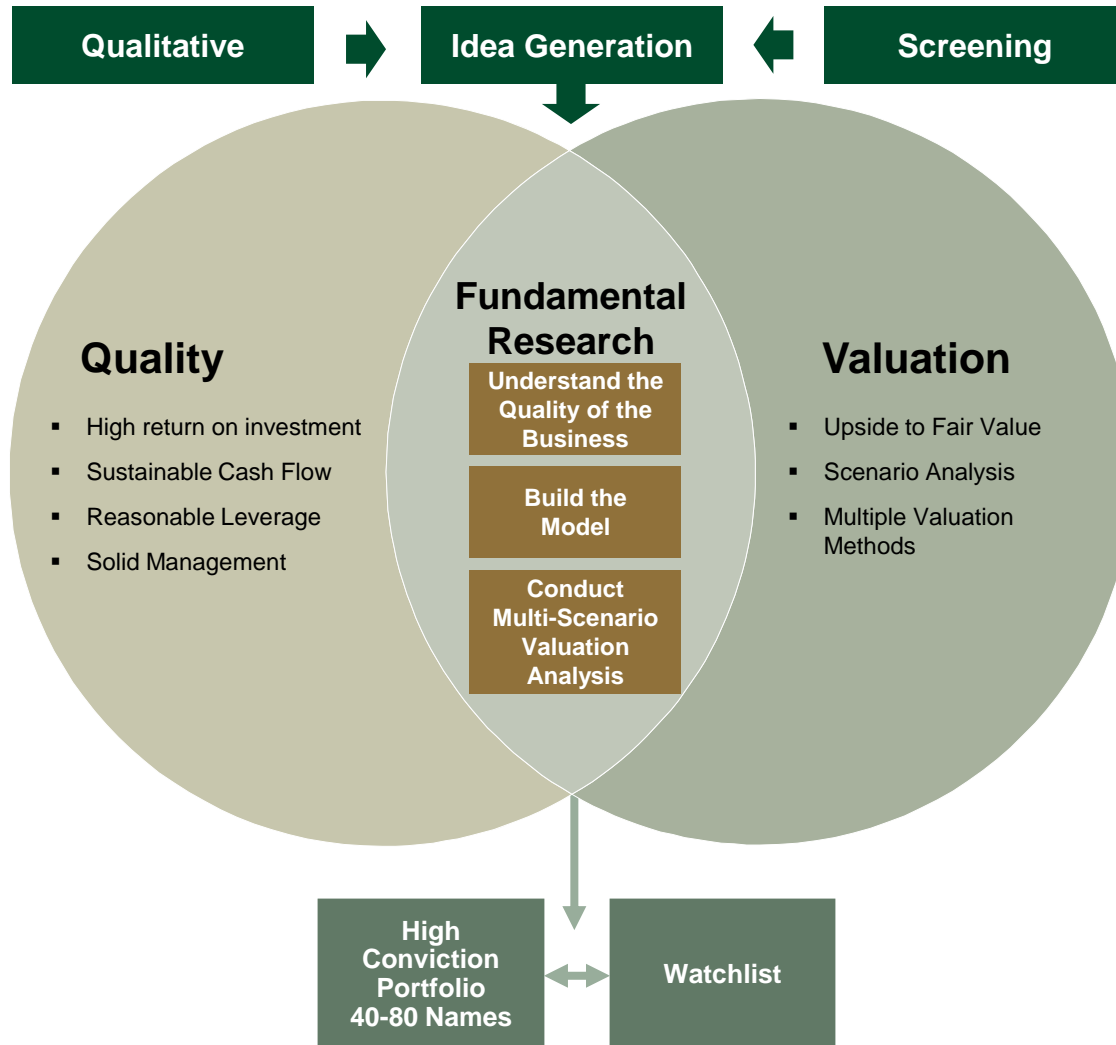 Qualitative
Idea Generation
Screening
Quality
▪ High return on investment
▪ Sustainable Cash Flow
▪ Reasonable Leverage
▪ Solid Management
Fundamental
Research
Understand the
Quality of the
Business
Build the
Model
Conduct
Multi-Scenario
Valuation
Analysis
Valuation
▪ Upside to Fair Value
▪ Scenario Analysis
▪ Multiple Valuation
Methods
High
Conviction
Portfolio
40-80 Names
Watchlist